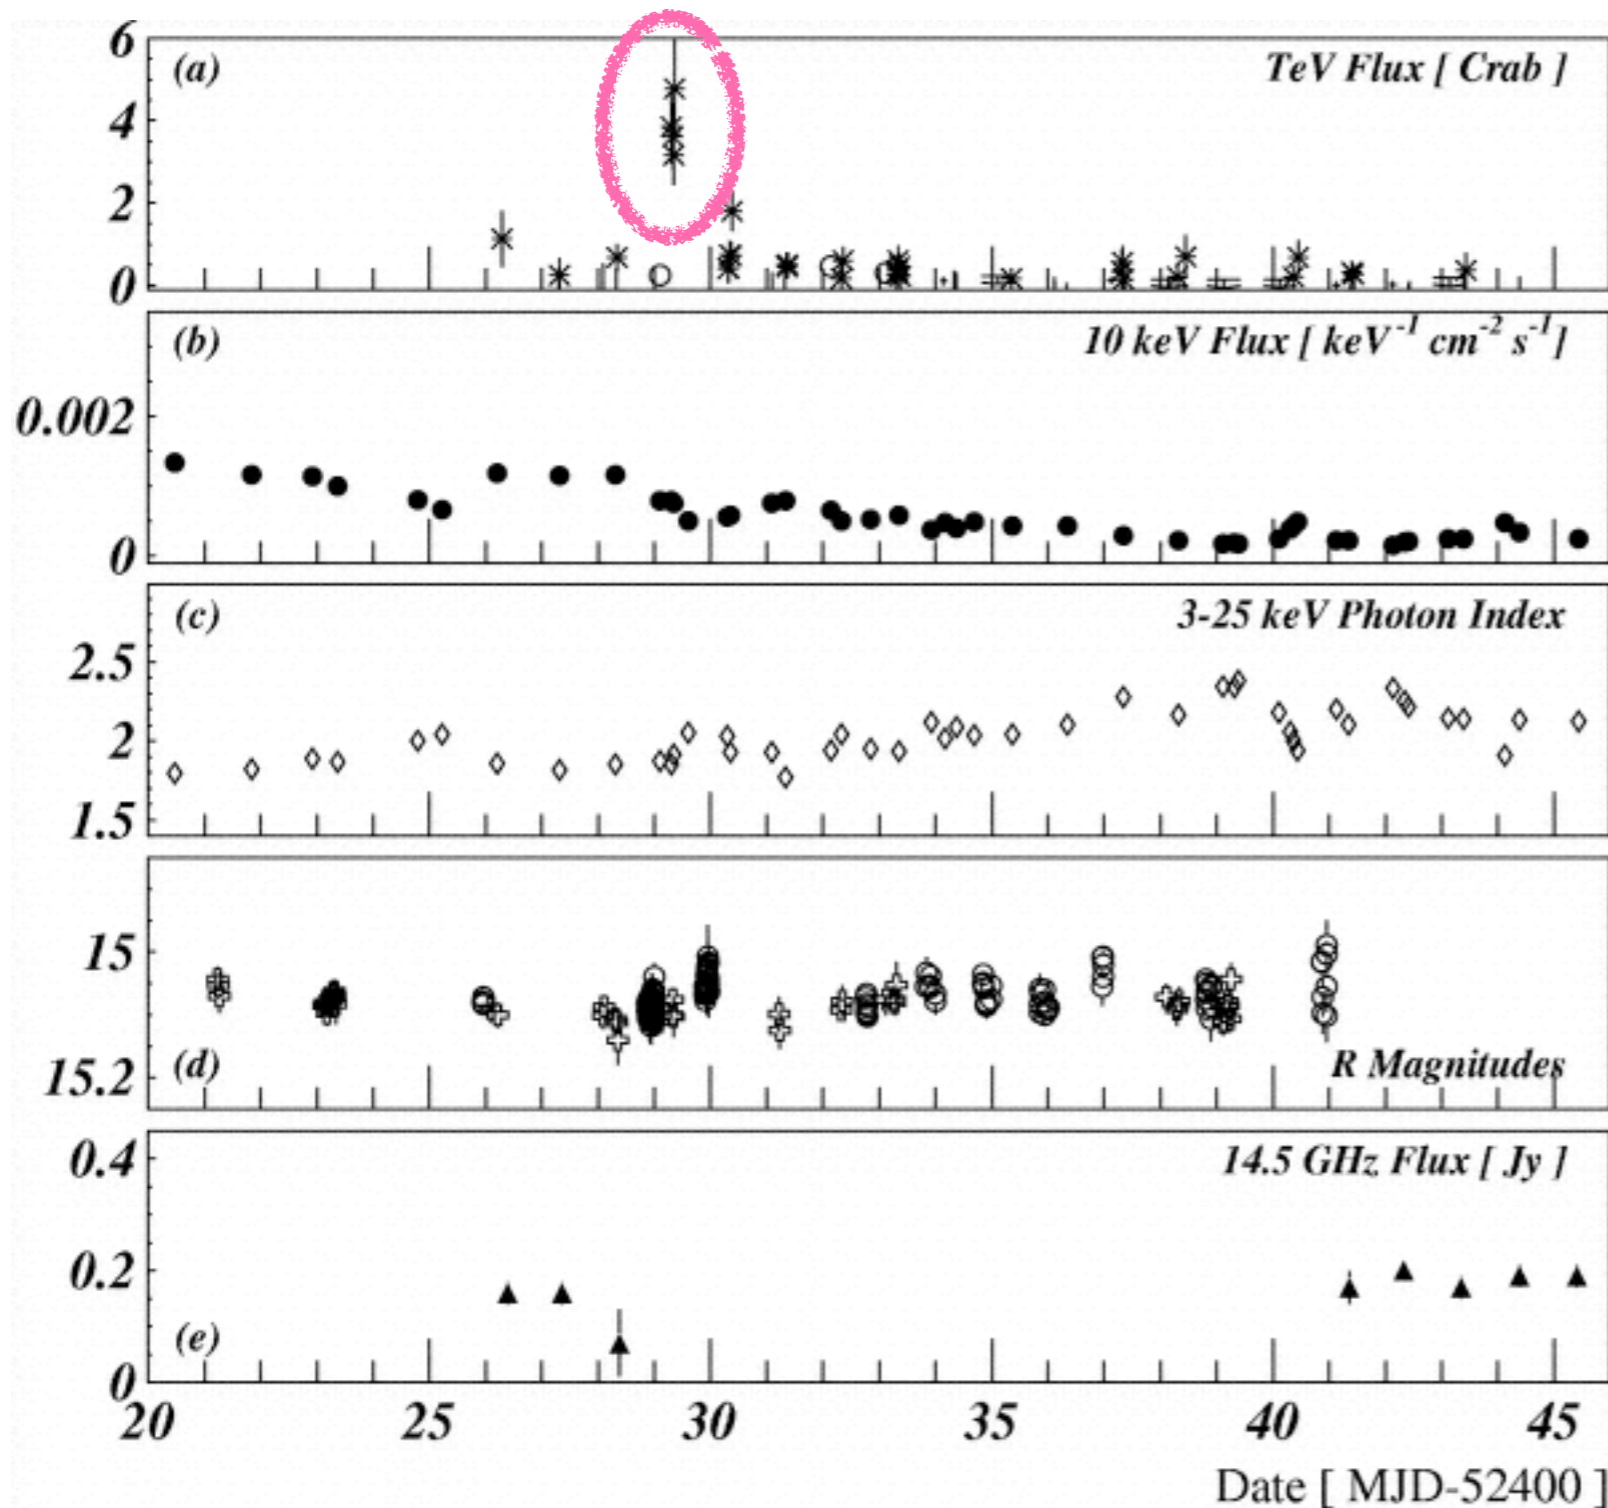 6
(a)
TeV Flux [ Crab ]
4
2
0
(b)
10 keV Flux [ keV⁻¹ cm⁻² s⁻¹ ]
0.002
0
(c)
3-25 keV Photon Index
2.5
2
1.5
15
15.2
(d)
R Magnitudes
0.4
14.5 GHz Flux [ Jy ]
0.2
(e)
0
20 25 30 35 40 45
Date [ MJD-52400 ]